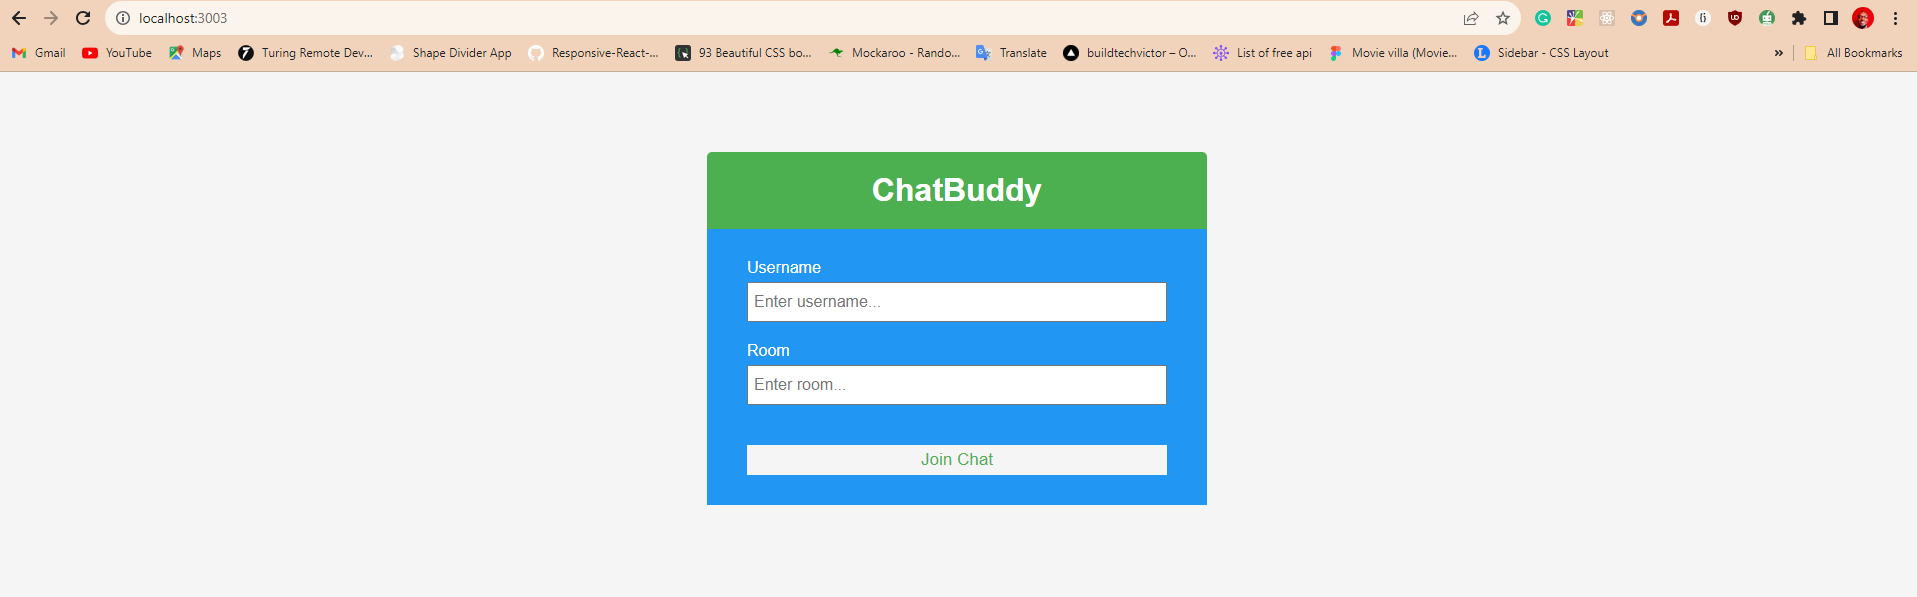 localhost:3003
Gmail YouTube Maps Turing Remote Dev... Shape Divider App Responsive-React-... 93 Beautiful CSS bo... Mockaroo - Rando... Translate buildtechvictor – O... List of free api Movie villa (Movie... Sidebar - CSS Layout » All Bookmarks
ChatBuddy
Username
Enter username...
Room
Enter room...
Join Chat